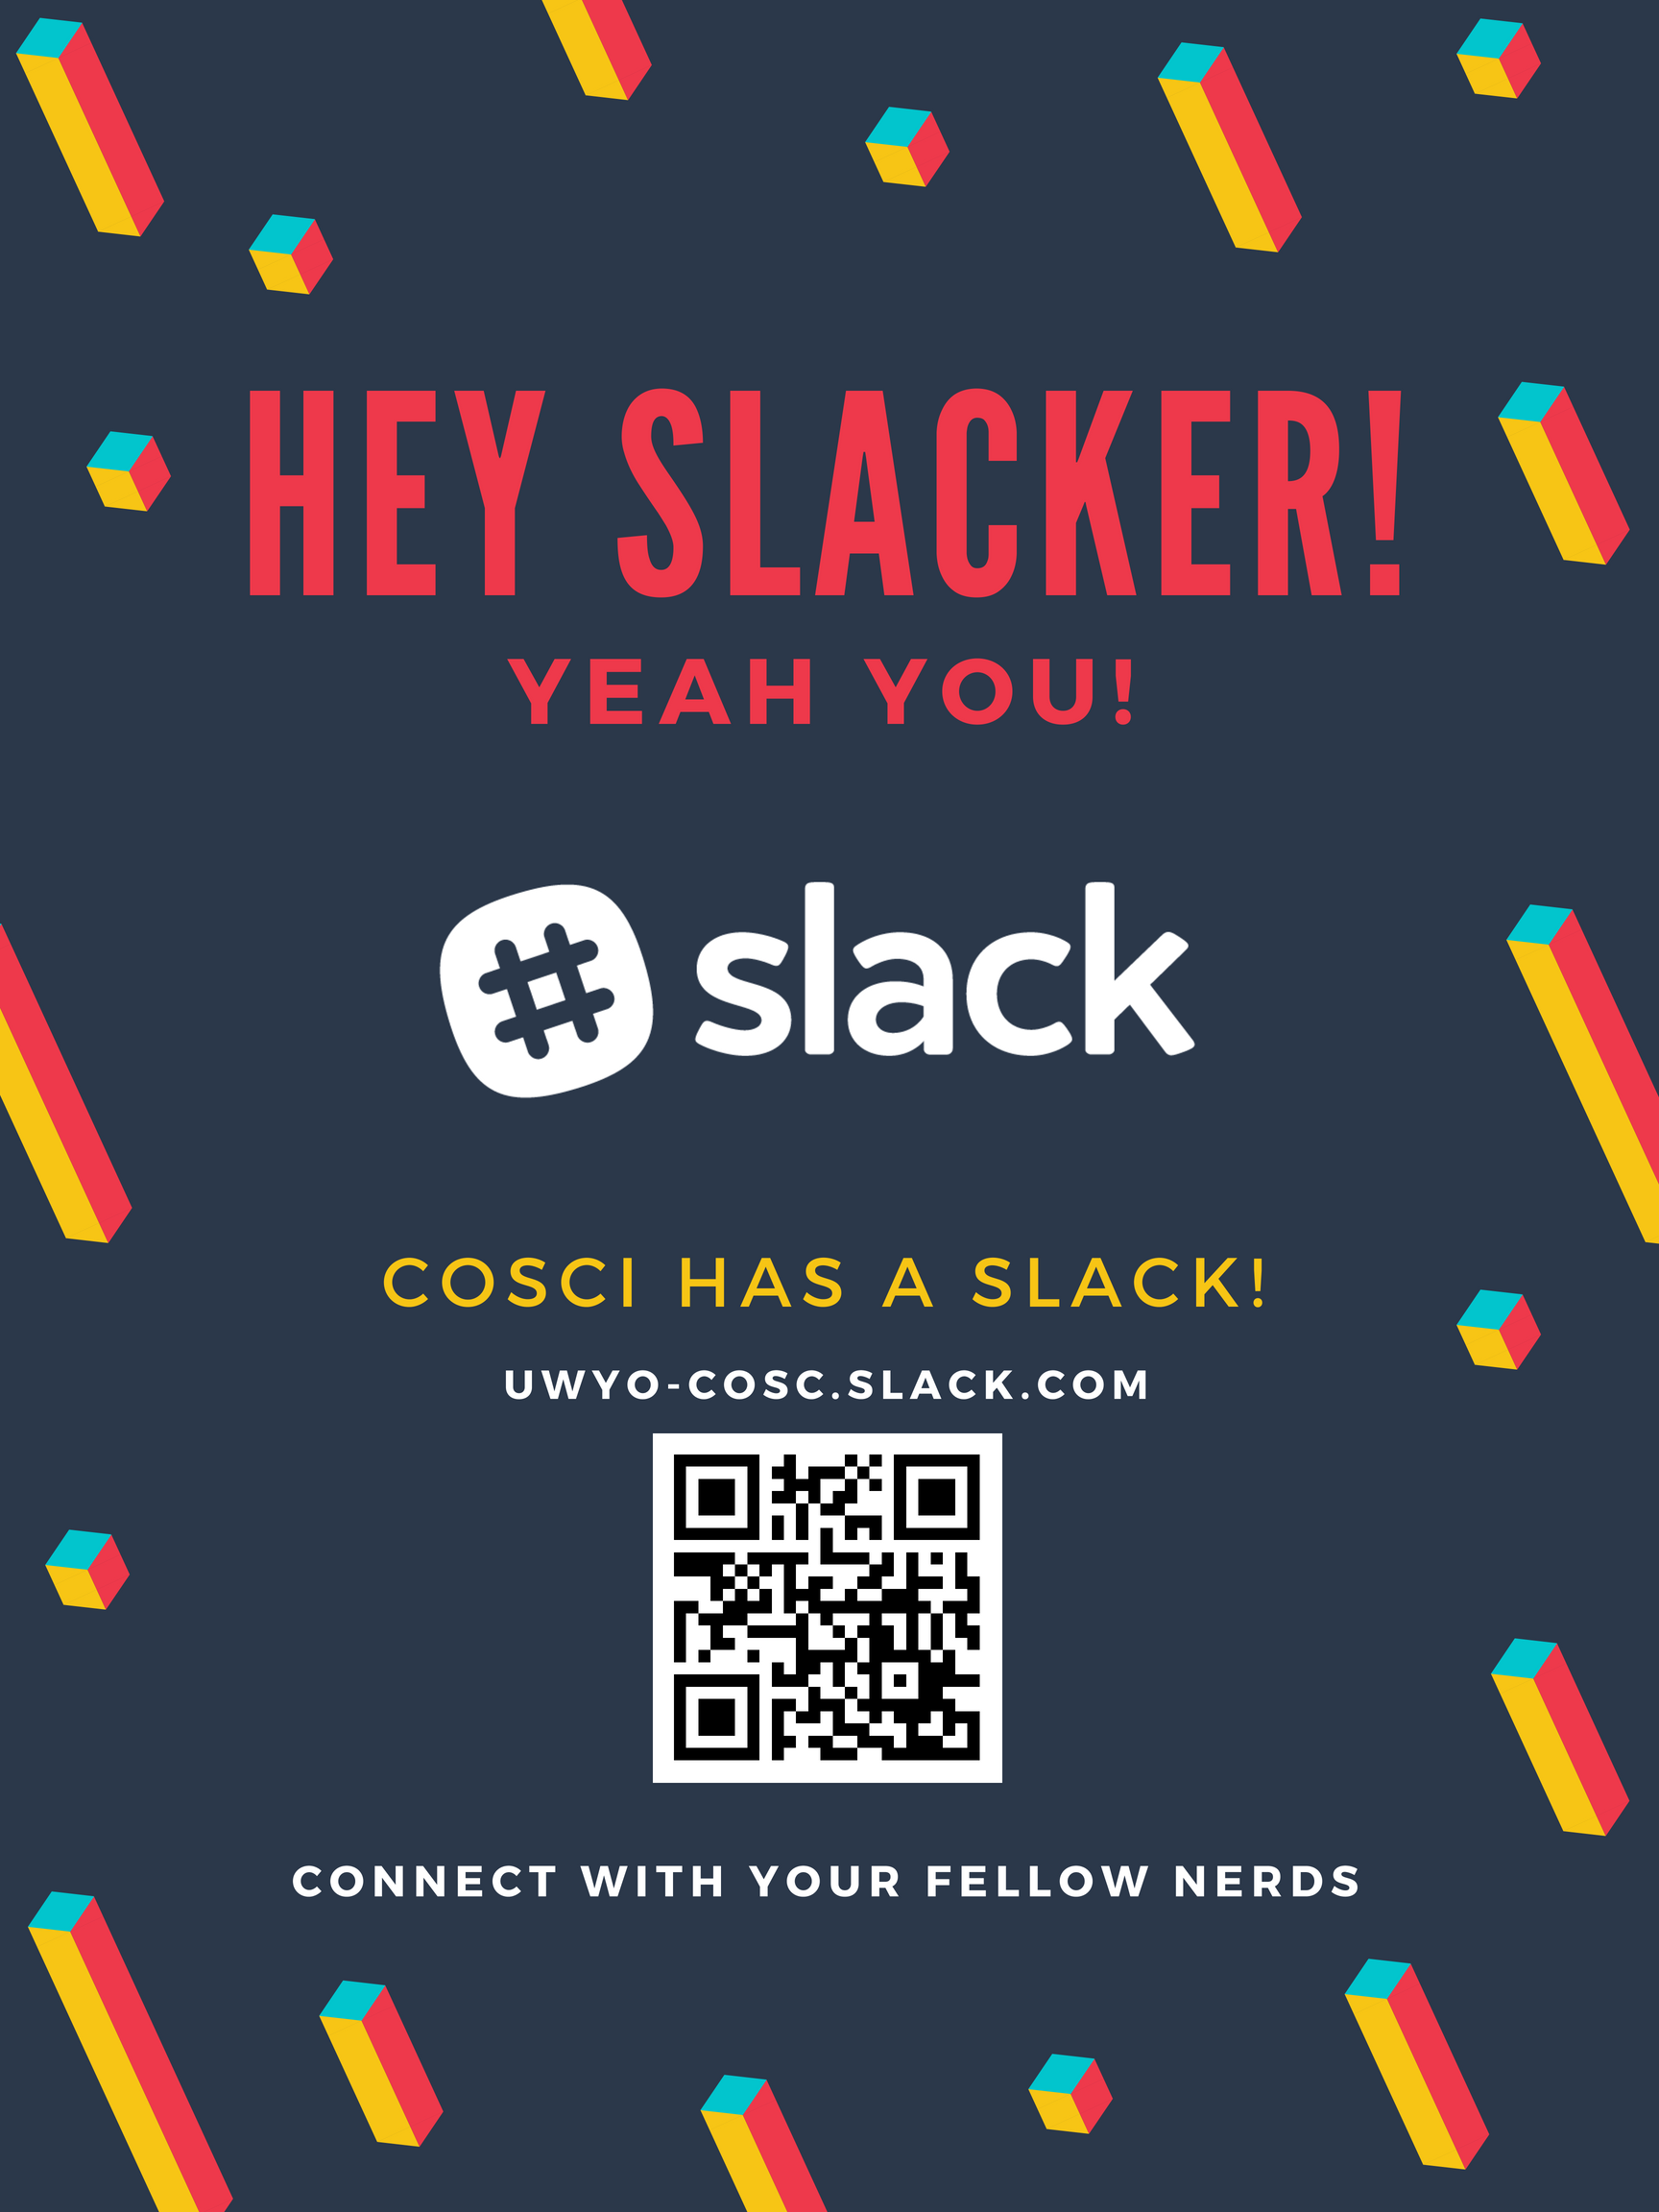 HEY SLACKER!
YEAH YOU!
slack
COSCI HAS A SLACK!
UWYO-COSC.SLACK.COM
CONNECT WITH YOUR FELLOW NERDS